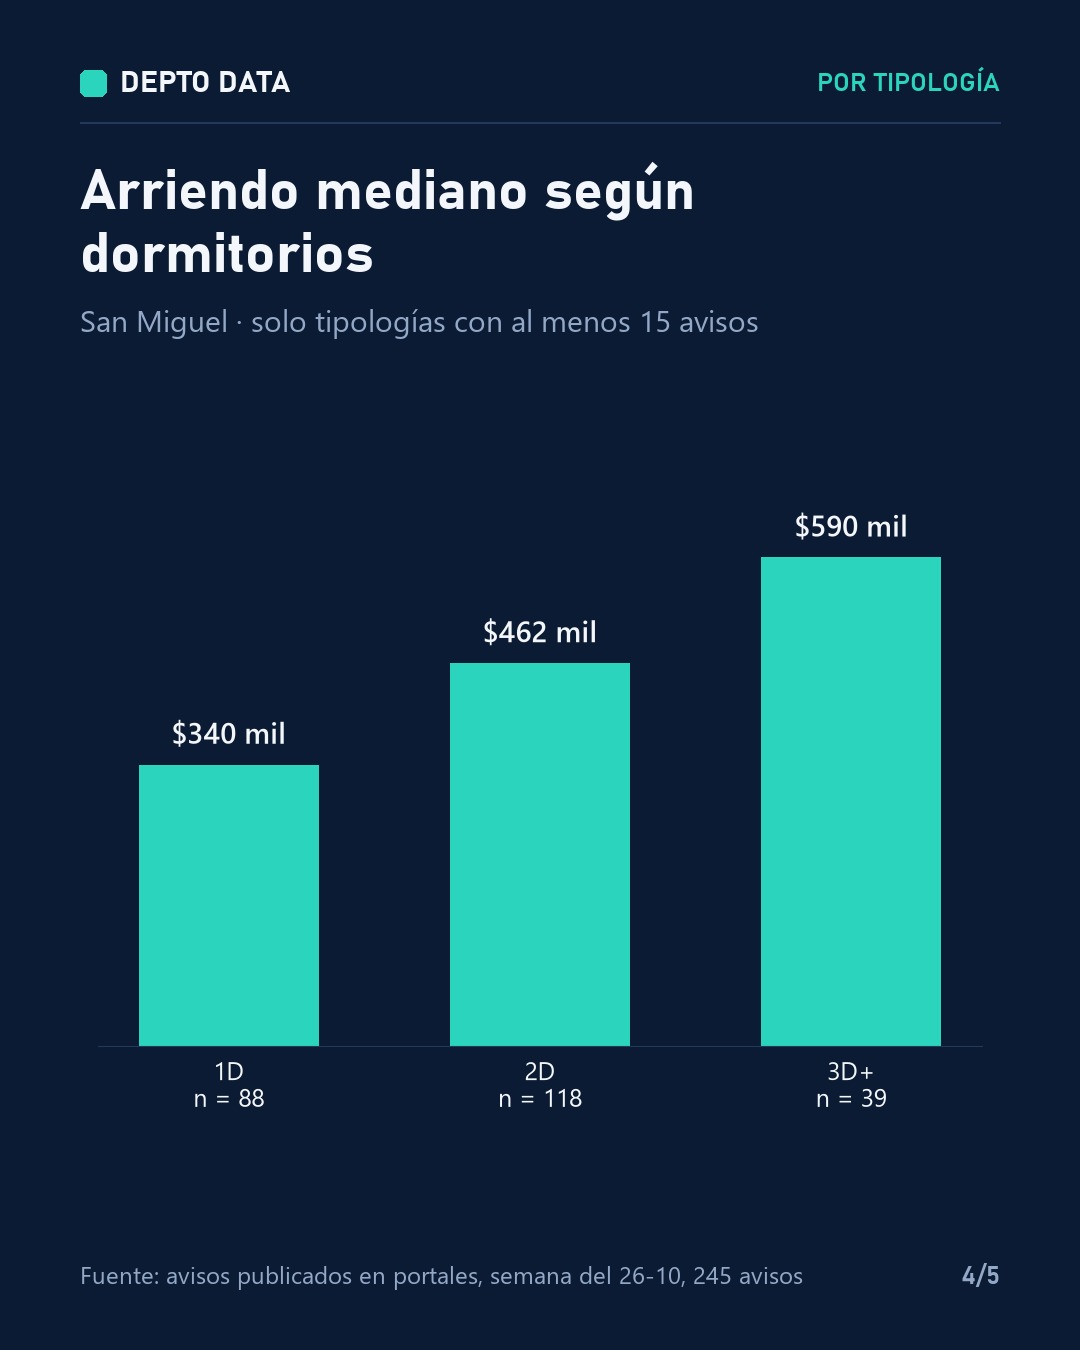 DEPTO DATA
POR TIPOLOGÍA
Arriendo mediano según
dormitorios
San Miguel · solo tipologías con al menos 15 avisos
$340 mil
$462 mil
$590 mil
1D
n = 88
2D
n = 118
3D+
n = 39
Fuente: avisos publicados en portales, semana del 26-10, 245 avisos
4/5